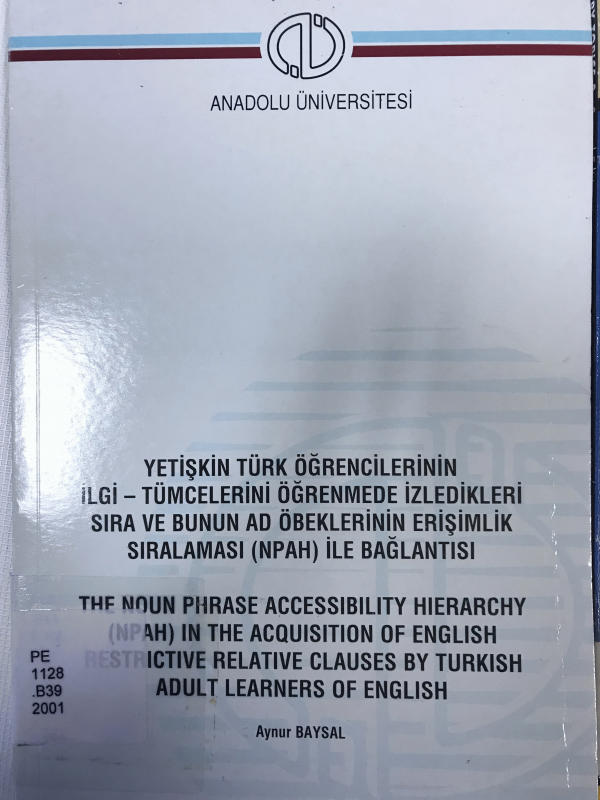 ANADOLU ÜNİVERSİTESİ
YETİŞKİN TÜRK ÖĞRENCİLERİNİN
İLGİ – TÜMCELERİNİ ÖĞRENMEDE İZLEDİKLERİ
SIRA VE BUNUN AD ÖBEKLERİNİN ERİŞİMLİK
SIRALAMASI (NPAH) İLE BAĞLANTISI
THE NOUN PHRASE ACCESSIBILITY HIERARCHY
(NPAH) IN THE ACQUISITION OF ENGLISH
RESTRICTIVE RELATIVE CLAUSES BY TURKISH
ADULT LEARNERS OF ENGLISH
Aynur BAYSAL
PE
1128
.B39
2001